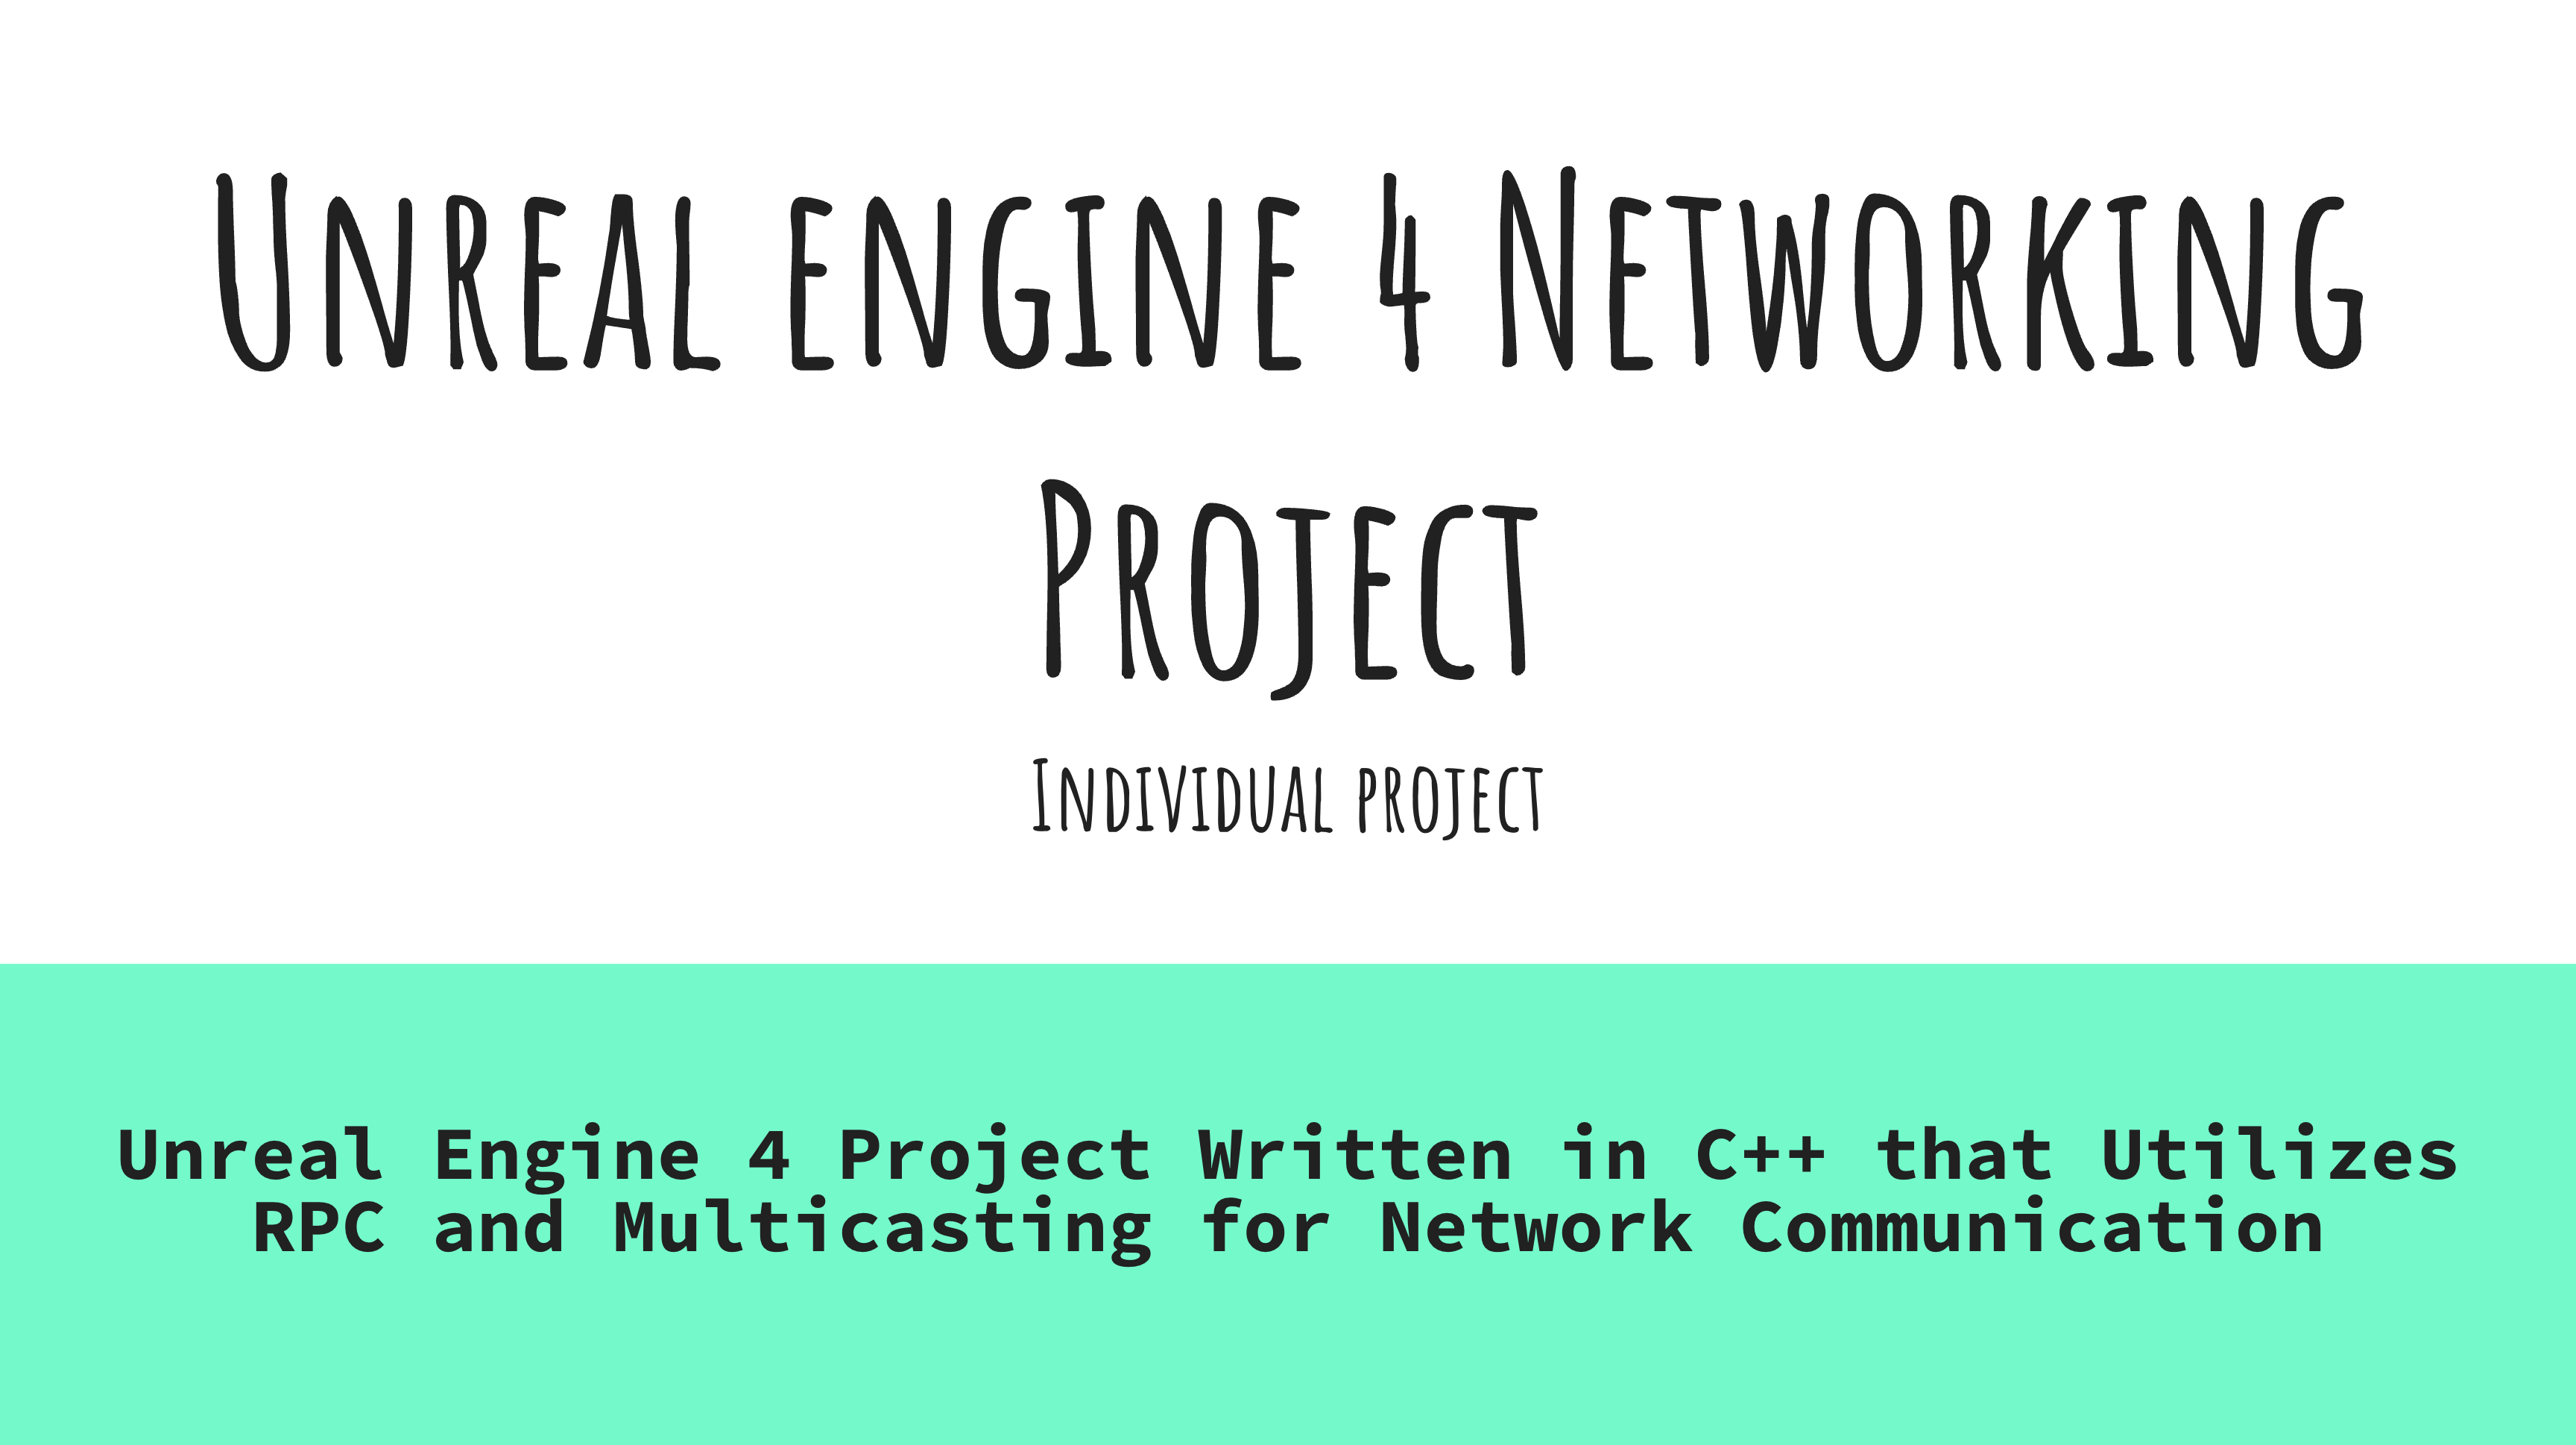 Unreal engine 4 Networking
Project
Individual project
Unreal Engine 4 Project Written in C++ that Utilizes
RPC and Multicasting for Network Communication